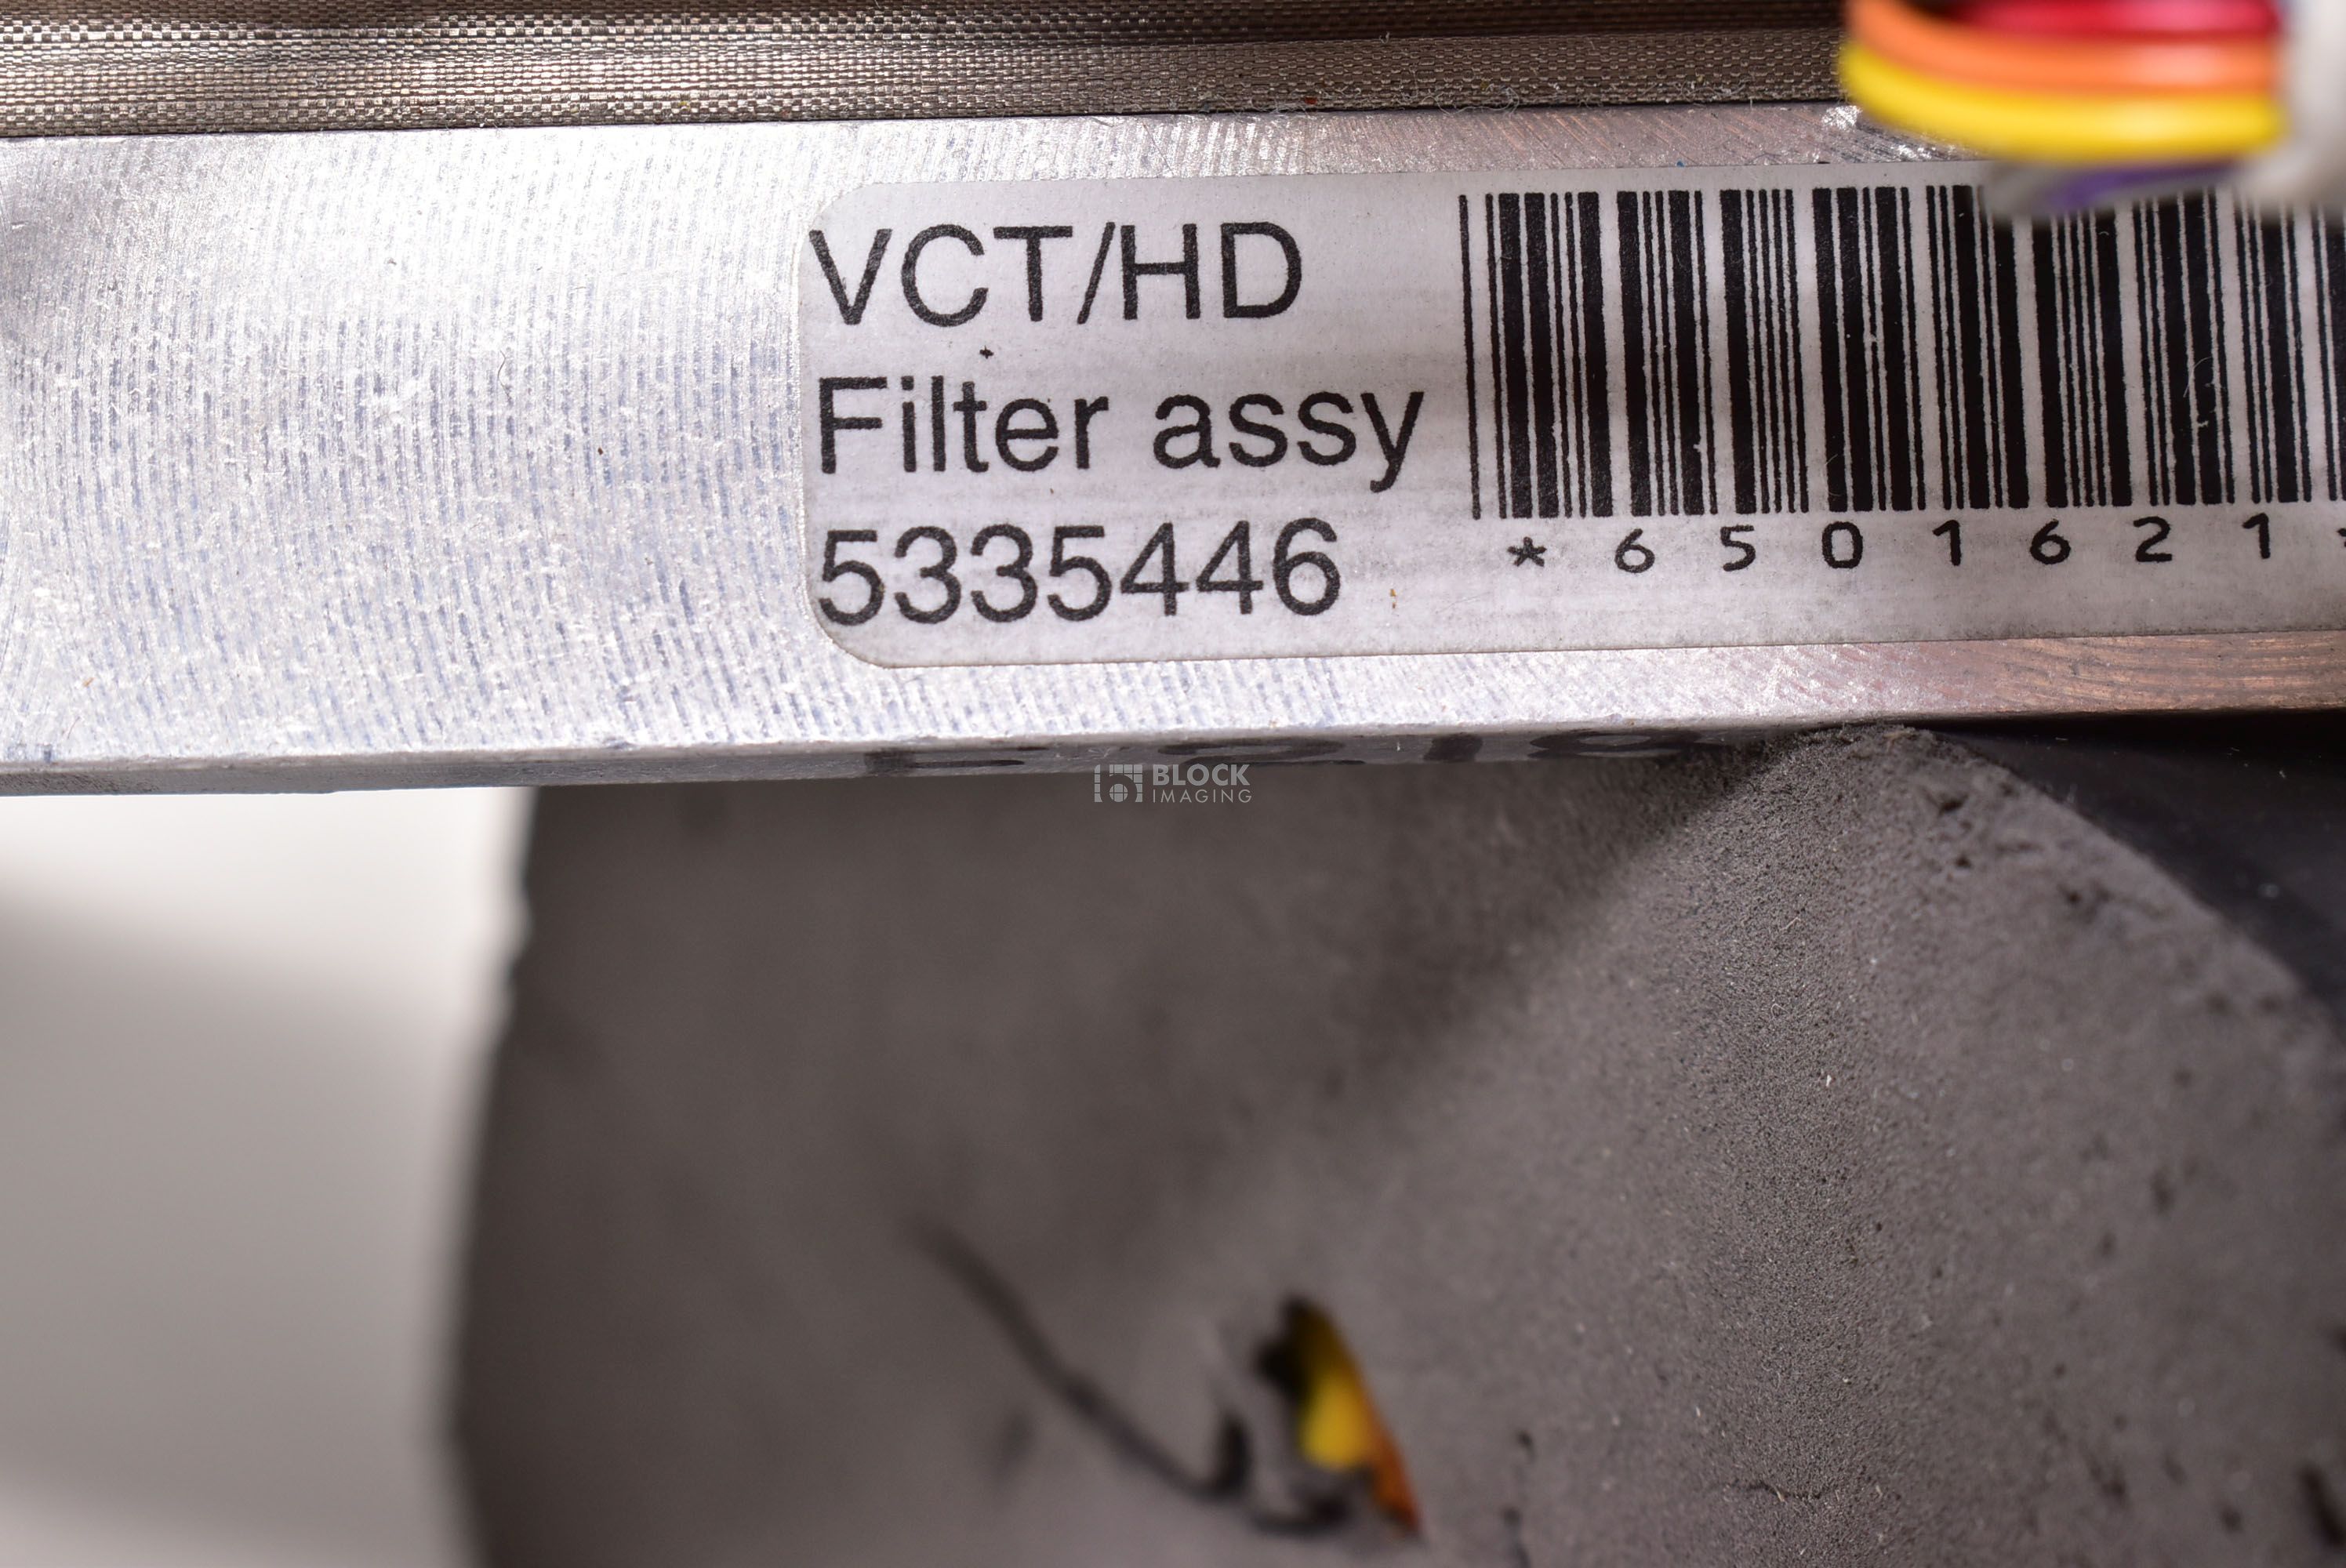 VCT/HD
Filter assy
5335446
*6501621
BLOCK
IMAGING